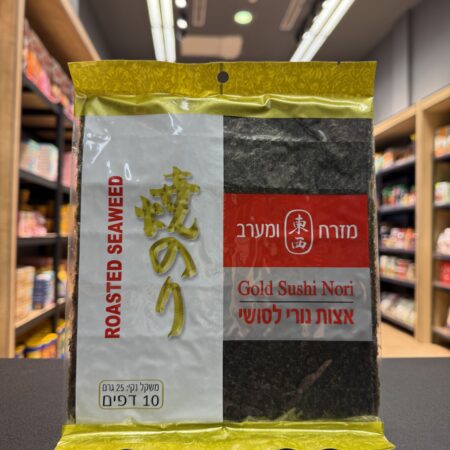 ROASTED SEAWEED
焼のり
מזרח 東西 ומערב
Gold Sushi Nori
אצות נורי לסושי
משקל נקי: 25 גרם
10 דפים